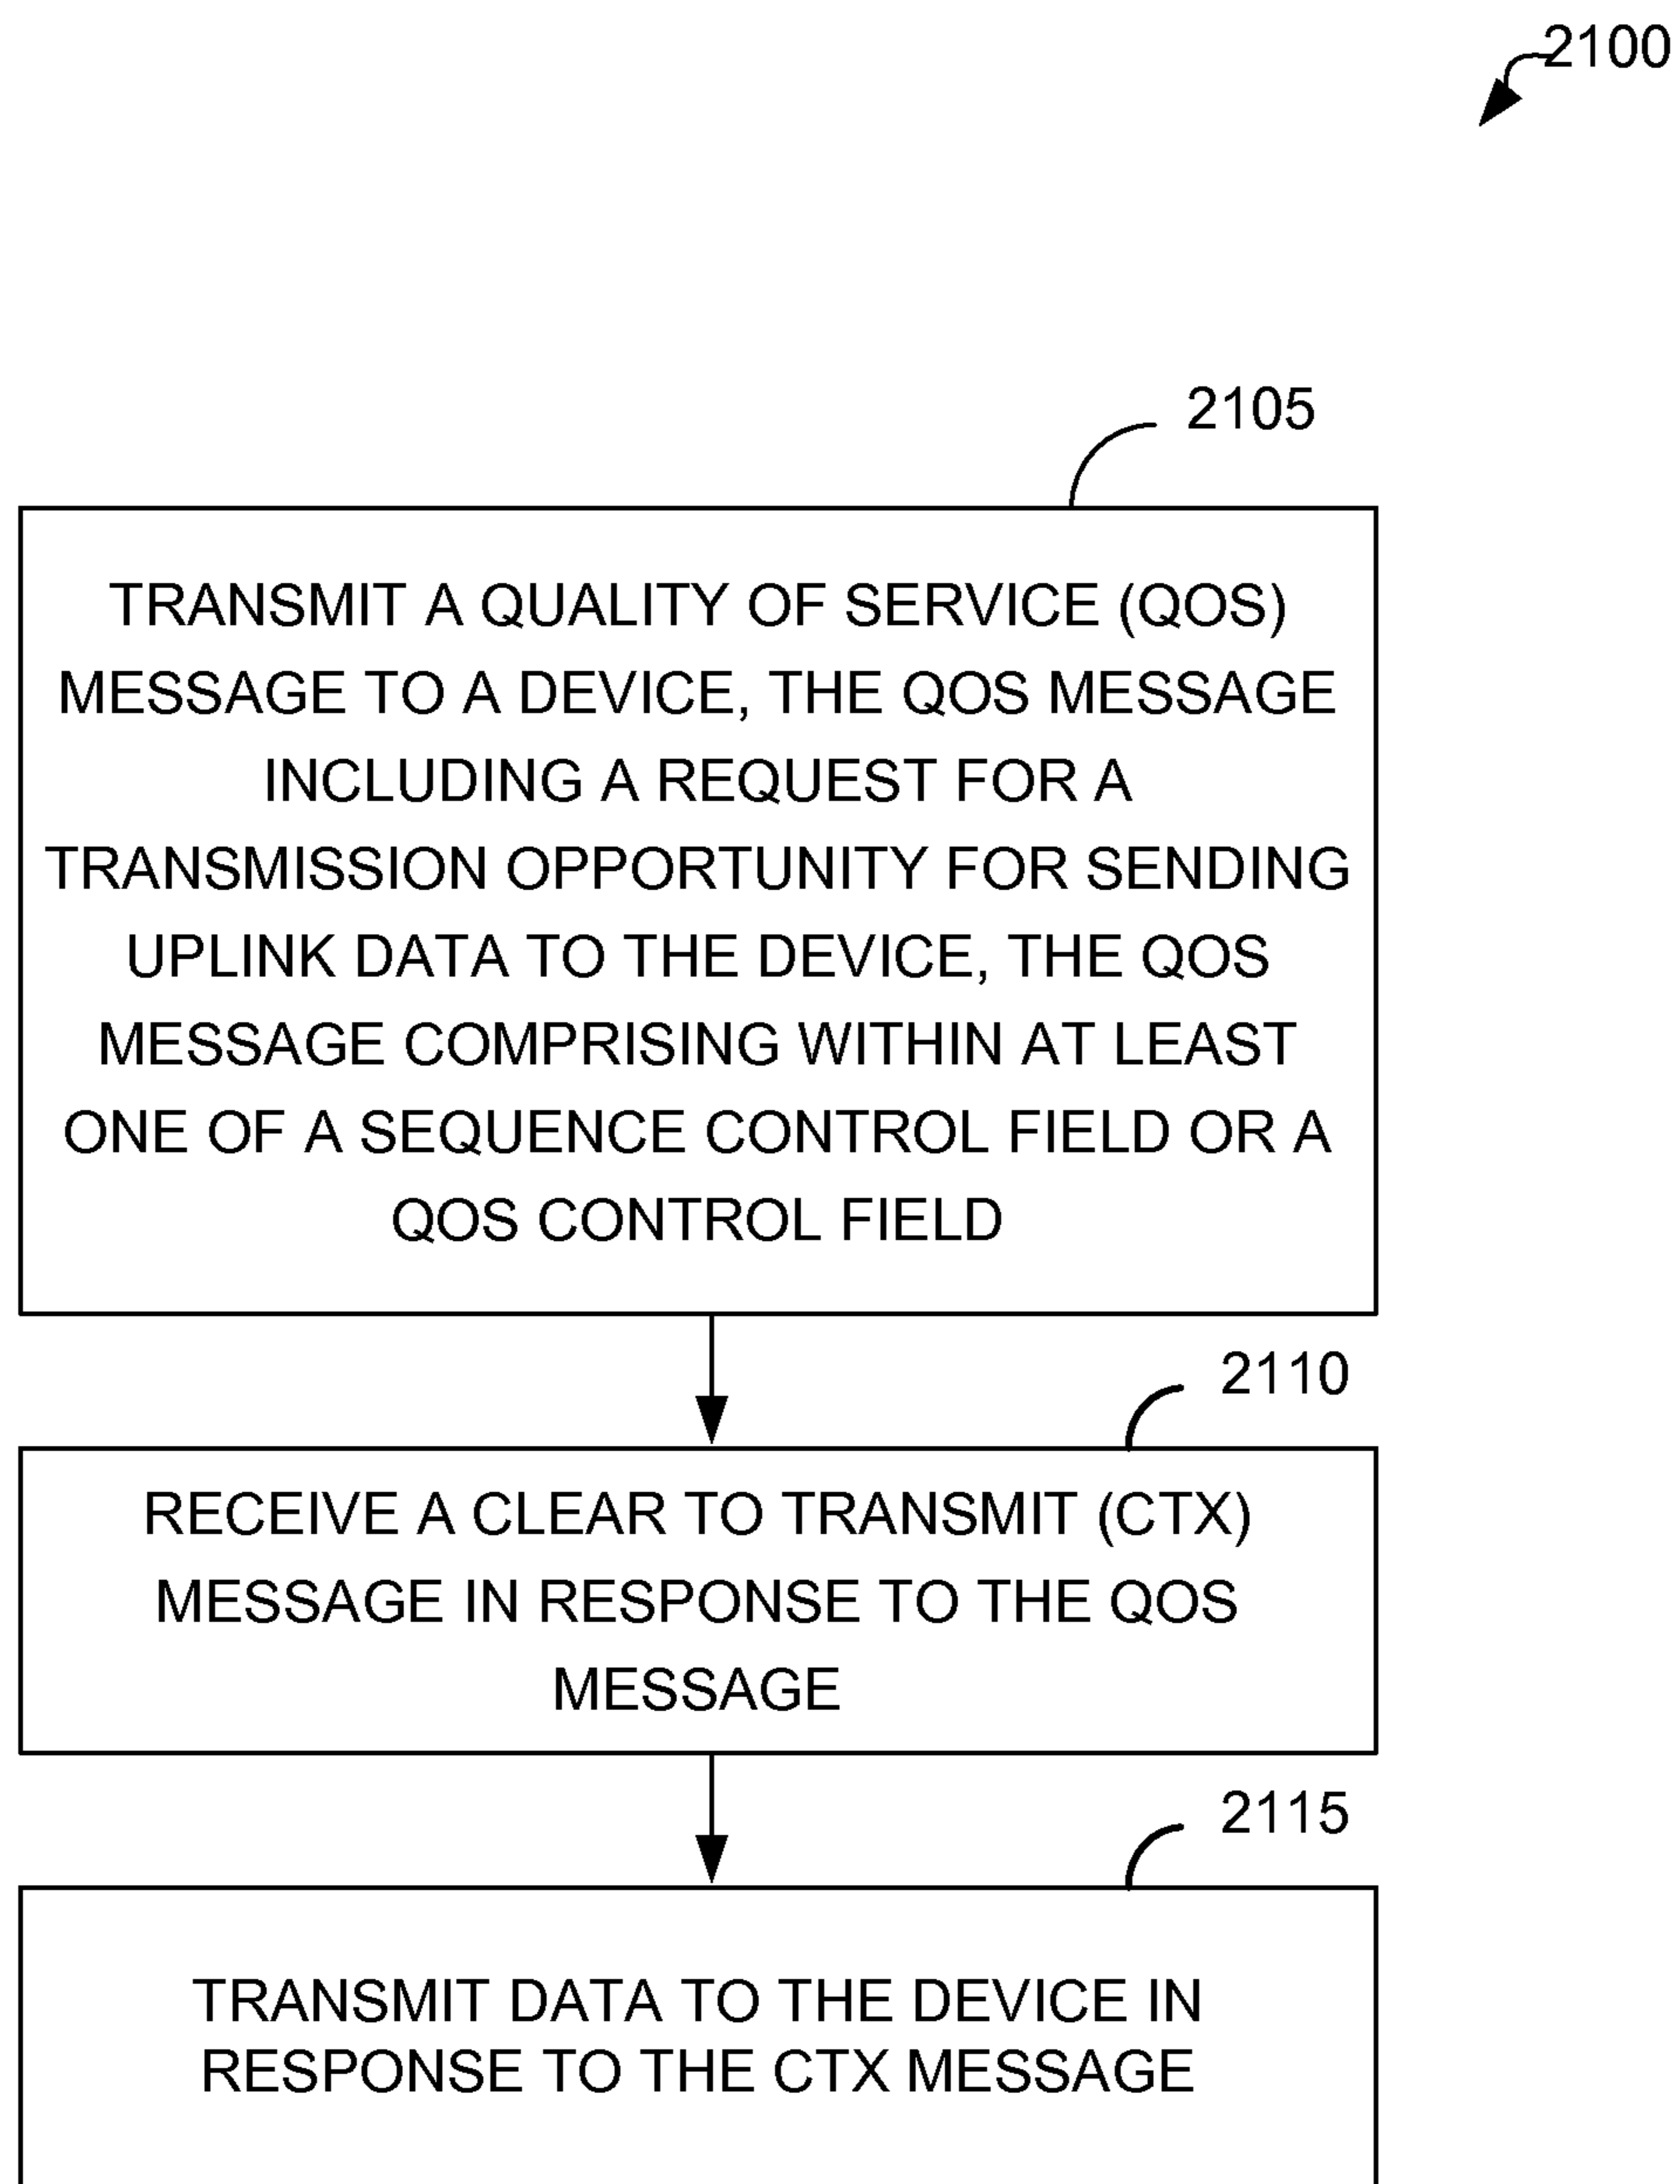 2100
2105
TRANSMIT A QUALITY OF SERVICE (QOS)
MESSAGE TO A DEVICE, THE QOS MESSAGE
INCLUDING A REQUEST FOR A
TRANSMISSION OPPORTUNITY FOR SENDING
UPLINK DATA TO THE DEVICE, THE QOS
MESSAGE COMPRISING WITHIN AT LEAST
ONE OF A SEQUENCE CONTROL FIELD OR A
QOS CONTROL FIELD
2110
RECEIVE A CLEAR TO TRANSMIT (CTX)
MESSAGE IN RESPONSE TO THE QOS
MESSAGE
2115
TRANSMIT DATA TO THE DEVICE IN
RESPONSE TO THE CTX MESSAGE